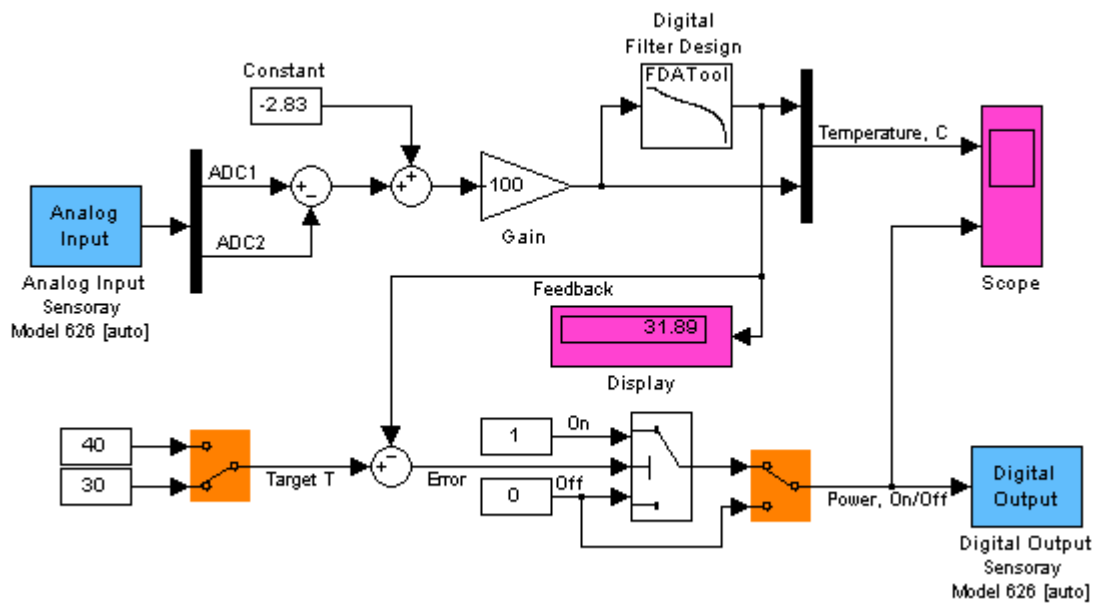 Digital
Filter Design
FDATool
Constant
-2.83
Temperature, C
ADC1
+
−
+
+
100
Gain
Analog
Input
ADC2
Analog Input
Sensoray
Model 626 [auto]
Scope
Feedback
31.89
Display
40
30
Target T
−
+
Error
1
On
0
Off
Power, On/Off
Digital
Output
Digital Output
Sensoray
Model 626 [auto]